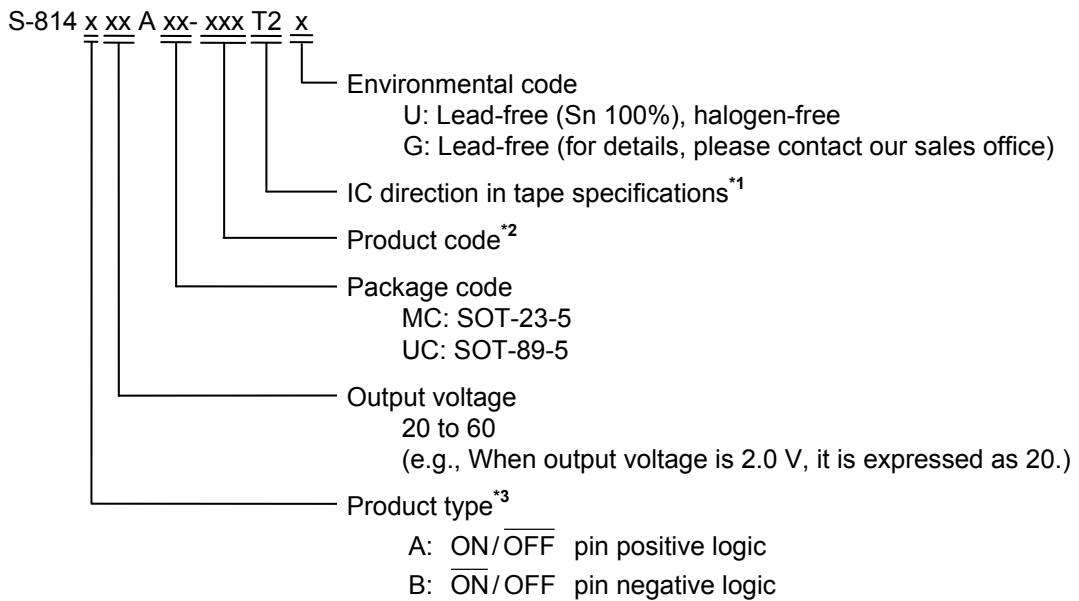 S-814 x xx A xx- xxx T2 x
Environmental code
U: Lead-free (Sn 100%), halogen-free
G: Lead-free (for details, please contact our sales office)
IC direction in tape specifications*1
Product code*2
Package code
MC: SOT-23-5
UC: SOT-89-5
Output voltage
20 to 60
(e.g., When output voltage is 2.0 V, it is expressed as 20.)
Product type*3
A: ON/O̅F̅F̅ pin positive logic
B: O̅N̅/OFF pin negative logic